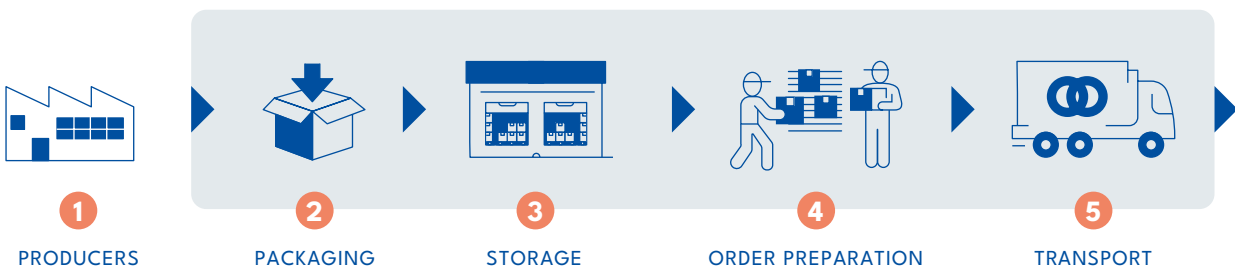 1
2
3
4
5
PRODUCERS
PACKAGING
STORAGE
ORDER PREPARATION
TRANSPORT